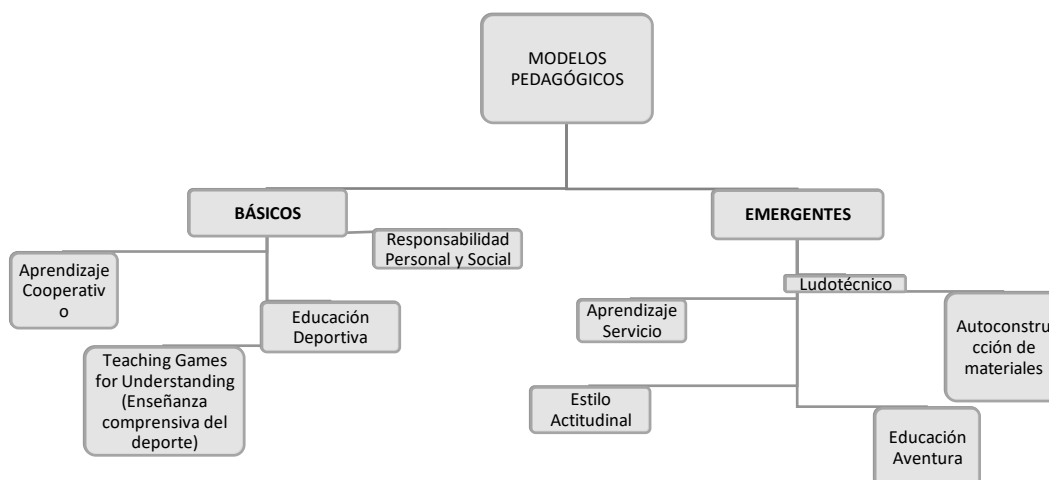 MODELOS
PEDAGÓGICOS
BÁSICOS
EMERGENTES
Responsabilidad
Personal y Social
Aprendizaje
Cooperativ
o
Educación
Deportiva
Teaching Games
for Understanding
(Enseñanza
comprensiva del
deporte)
Ludotécnico
Aprendizaje
Servicio
Autoconstru
cción de
materiales
Estilo
Actitudinal
Educación
Aventura